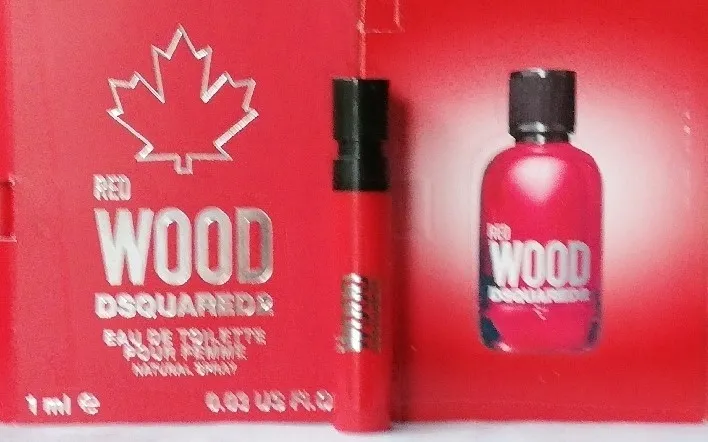 RED
WOOD
DSQUARED2
EAU DE TOILETTE
POUR FEMME
NATURAL SPRAY
1 ml e
0.03 US Fl.O
WOOD
RED
WOOD
DSQUARED2